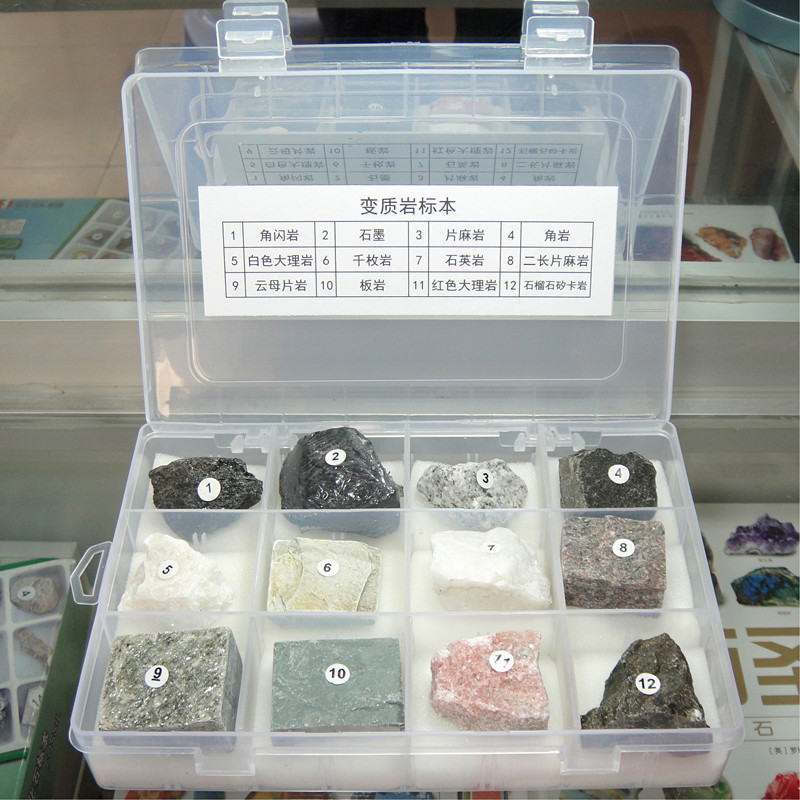 变质岩标本
1 角闪岩 2 石墨 3 片麻岩 4 角岩
5 白色大理岩 6 千枚岩 7 石英岩 8 二长片麻岩
9 云母片岩 10 板岩 11 红色大理岩 12 石榴石矽卡岩
1 2 3 4
5 6 7 8
9 10 11 12
石
[英] 罗